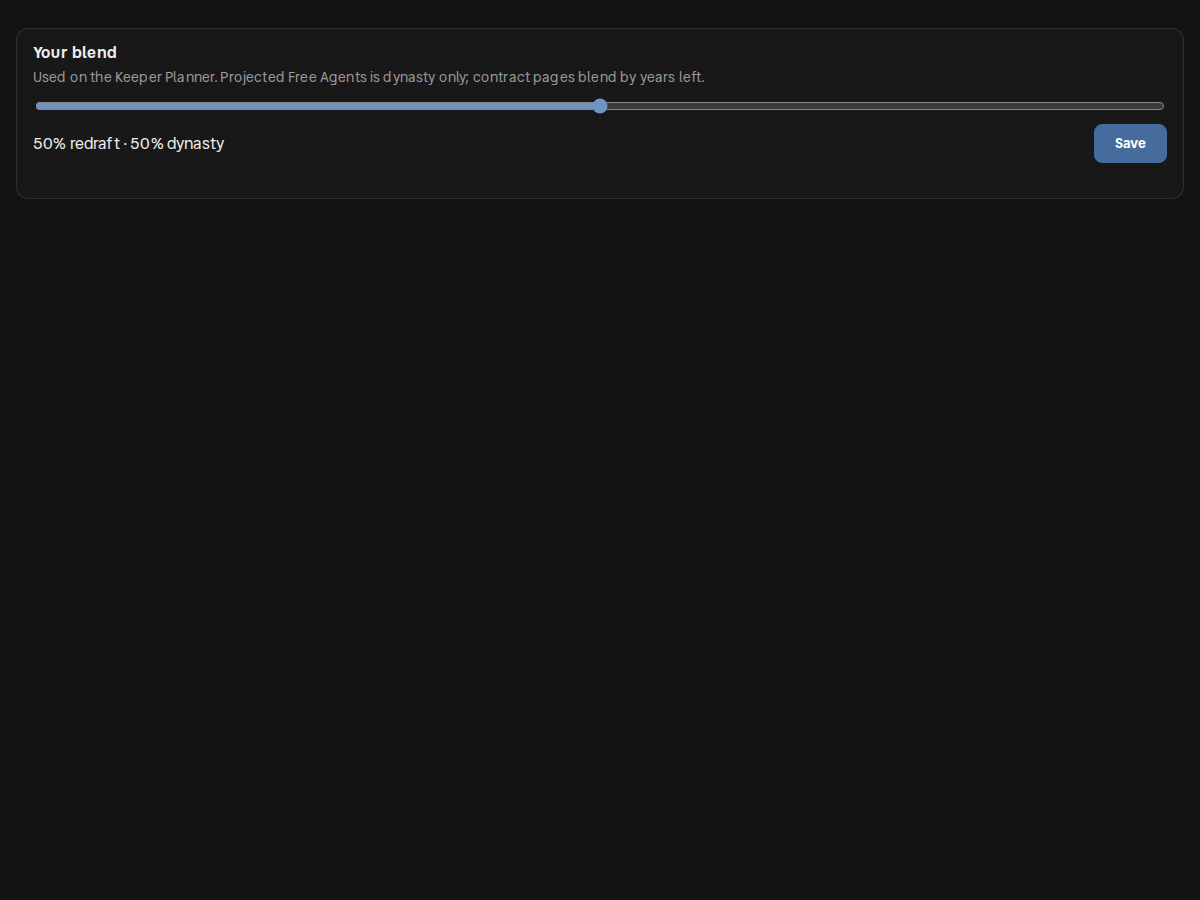 Your blend
Used on the Keeper Planner. Projected Free Agents is dynasty only; contract pages blend by years left.
50% redraft · 50% dynasty
Save